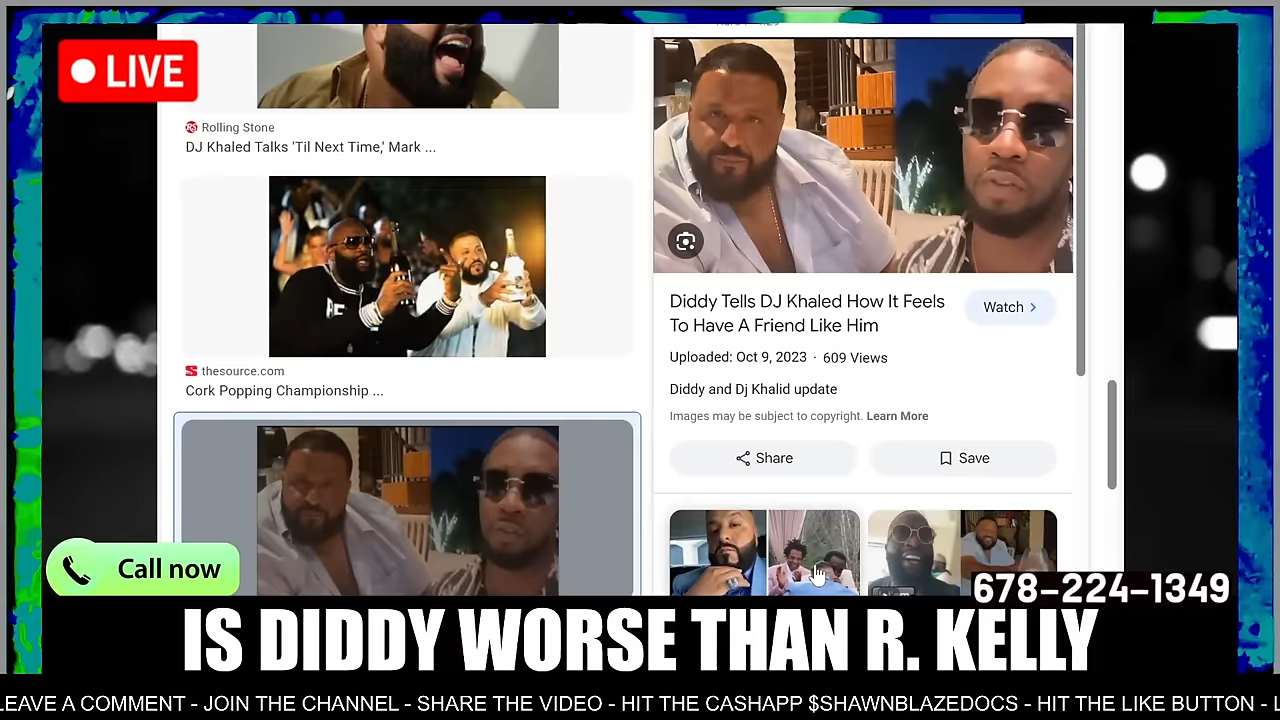 LIVE
Rolling Stone
DJ Khaled Talks 'Til Next Time,' Mark ...
thesource.com
Cork Popping Championship ...
Diddy Tells DJ Khaled How It Feels
To Have A Friend Like Him
Watch >
Uploaded: Oct 9, 2023 · 609 Views
Diddy and Dj Khalid update
Images may be subject to copyright. Learn More
Share
Save
Call now
678-224-1349
IS DIDDY WORSE THAN R. KELLY
LEAVE A COMMENT - JOIN THE CHANNEL - SHARE THE VIDEO - HIT THE CASHAPP $SHAWNBLAZEDOCS - HIT THE LIKE BUTTON - L